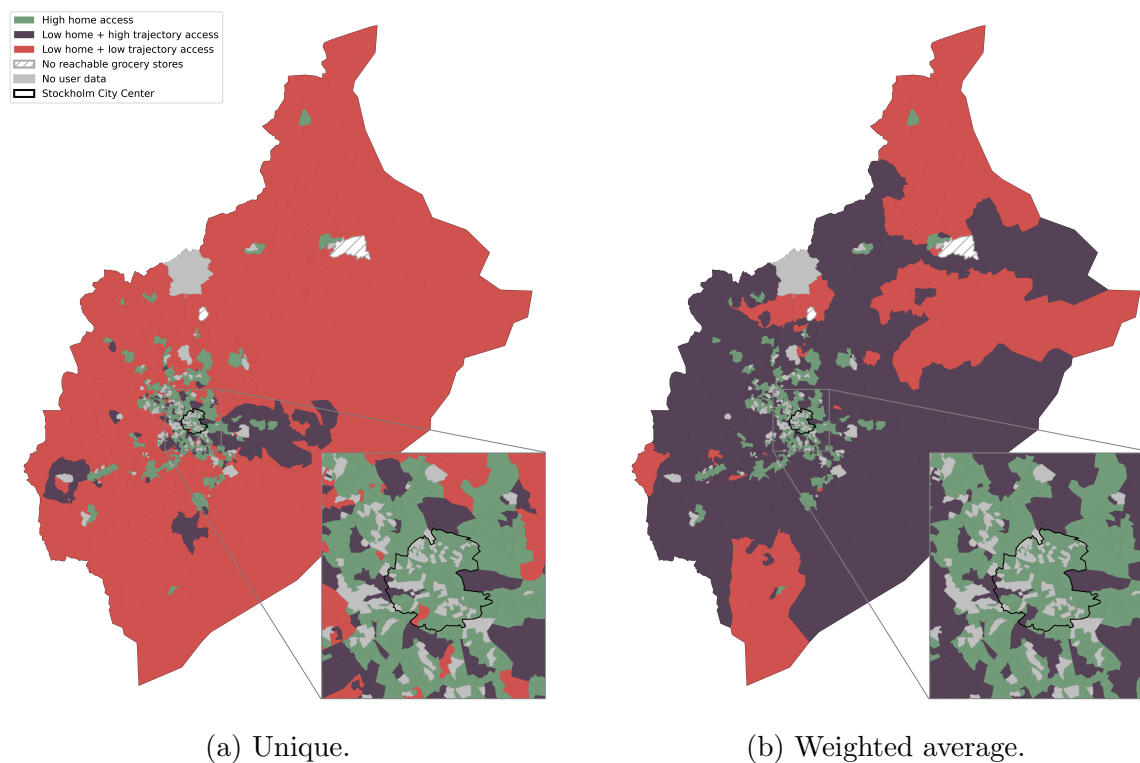 High home access
Low home + high trajectory access
Low home + low trajectory access
No reachable grocery stores
No user data
Stockholm City Center
(a) Unique.
(b) Weighted average.